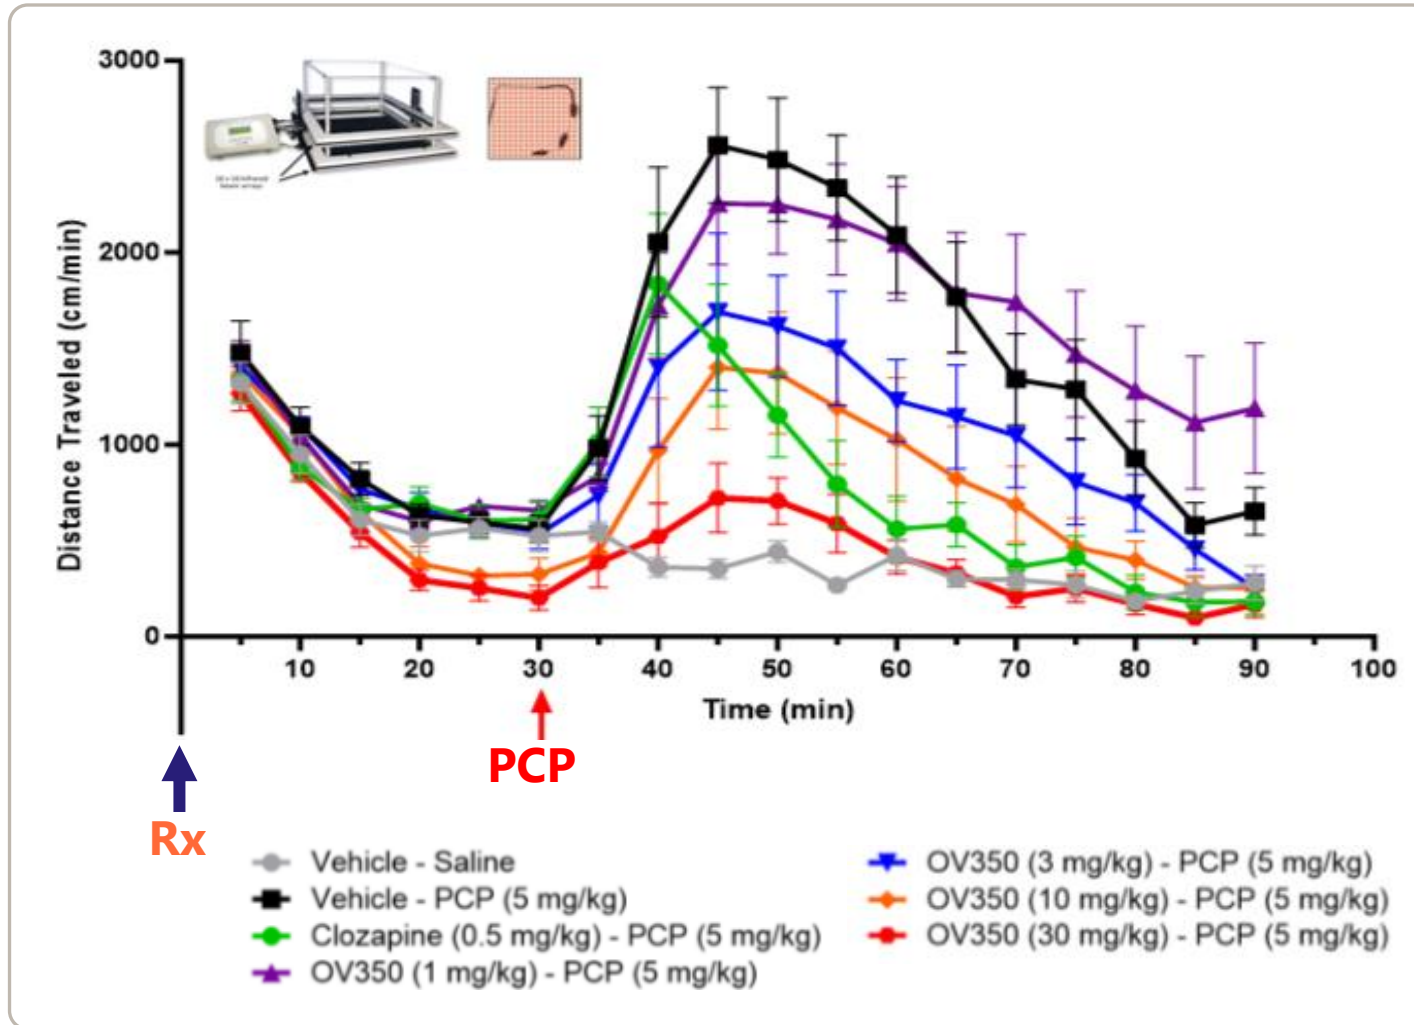 3000
2000
1000
0
Distance Traveled (cm/min)
10 20 30 40 50 60 70 80 90 100
Time (min)
PCP
Rx
Vehicle - Saline
Vehicle - PCP (5 mg/kg)
Clozapine (0.5 mg/kg) - PCP (5 mg/kg)
OV350 (1 mg/kg) - PCP (5 mg/kg)
OV350 (3 mg/kg) - PCP (5 mg/kg)
OV350 (10 mg/kg) - PCP (5 mg/kg)
OV350 (30 mg/kg) - PCP (5 mg/kg)